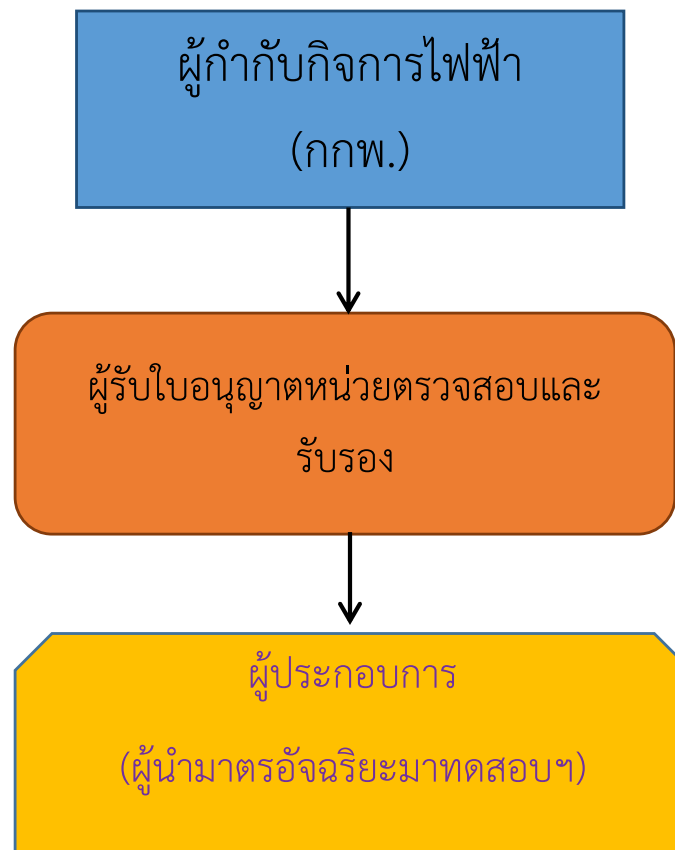 ผู้กำกับกิจการไฟฟ้า
(กกพ.)
ผู้รับใบอนุญาตหน่วยตรวจสอบและ
รับรอง
ผู้ประกอบการ
(ผู้นำมาตรอัจฉริยะมาทดสอบฯ)